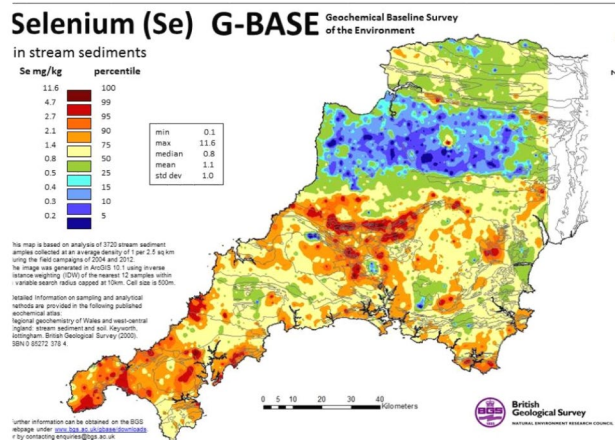 Selenium (Se) G-BASE Geochemical Baseline Survey
of the Environment
in stream sediments
Se mg/kg percentile
11.6 100
4.7 99
2.7 95
2.1 90
1.4 75
0.8 50
0.5 25
0.4 15
0.3 10
0.2 5
min 0.1
max 11.6
median 0.8
mean 1.1
std dev 1.0
his map is based on analysis of 3720 stream sediment
amples collected at an average density of 1 per 2.5 sq km
uring the field campaigns of 2004 and 2012.
he image was generated in ArcGIS 10.1 using inverse
istance weighting (IDW) of the nearest 12 samples within
variable search radius capped at 10km. Cell size is 500m.
etailed Information on sampling and analytical
nethods are provided in the following published
eochemical atlas:
egional geochemistry of Wales and west-central
ngland: stream sediment and soil. Keyworth,
lottingham. British Geological Survey (2000).
SBN 0 85272 378 4.
urther information can be obtained on the BGS
webpage under www.bgs.ac.uk/gbase/downloads
r by contacting enquiries@bgs.ac.uk
0 5 10 20 30 40
Kilometers
N
BGS
British
Geological Survey
NATURAL ENVIRONMENT RESEARCH COUNCIL